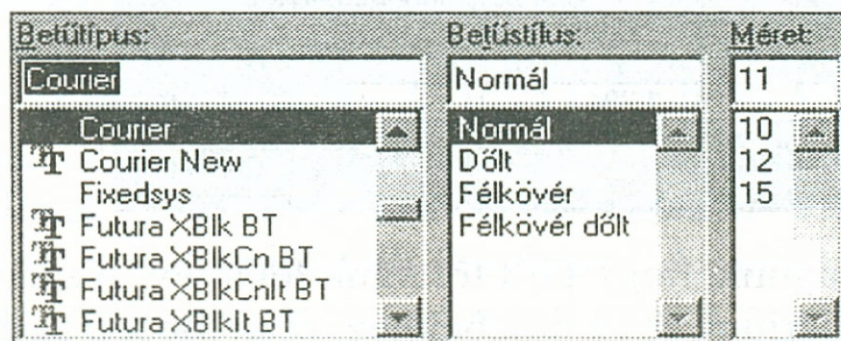 Betűtípus:
Courier
Courier
Courier New
Fixedsys
Futura XBlk BT
Futura XBlkCn BT
Futura XBlkCnIt BT
Futura XBlkIt BT
Betűstílus:
Normál
Normál
Dőlt
Félkövér
Félkövér dőlt
Méret:
11
10
12
15